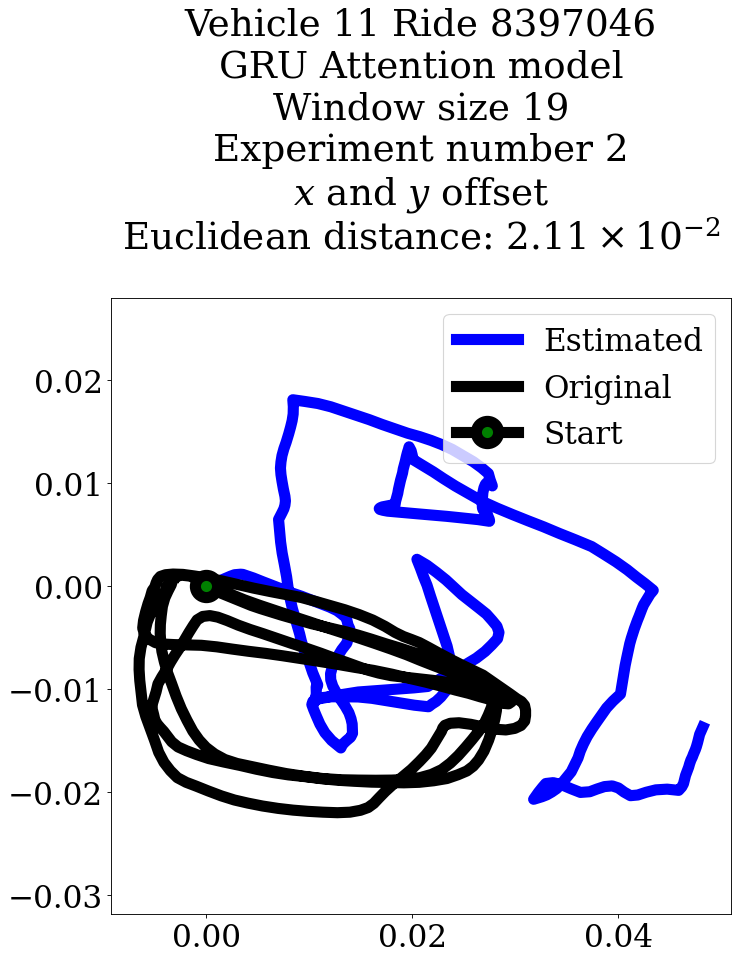 Vehicle 11 Ride 8397046
GRU Attention model
Window size 19
Experiment number 2
x and y offset
Euclidean distance: 2.11 × 10⁻²
Estimated
Original
Start
0.02
0.01
0.00
−0.01
−0.02
−0.03
0.00 0.02 0.04